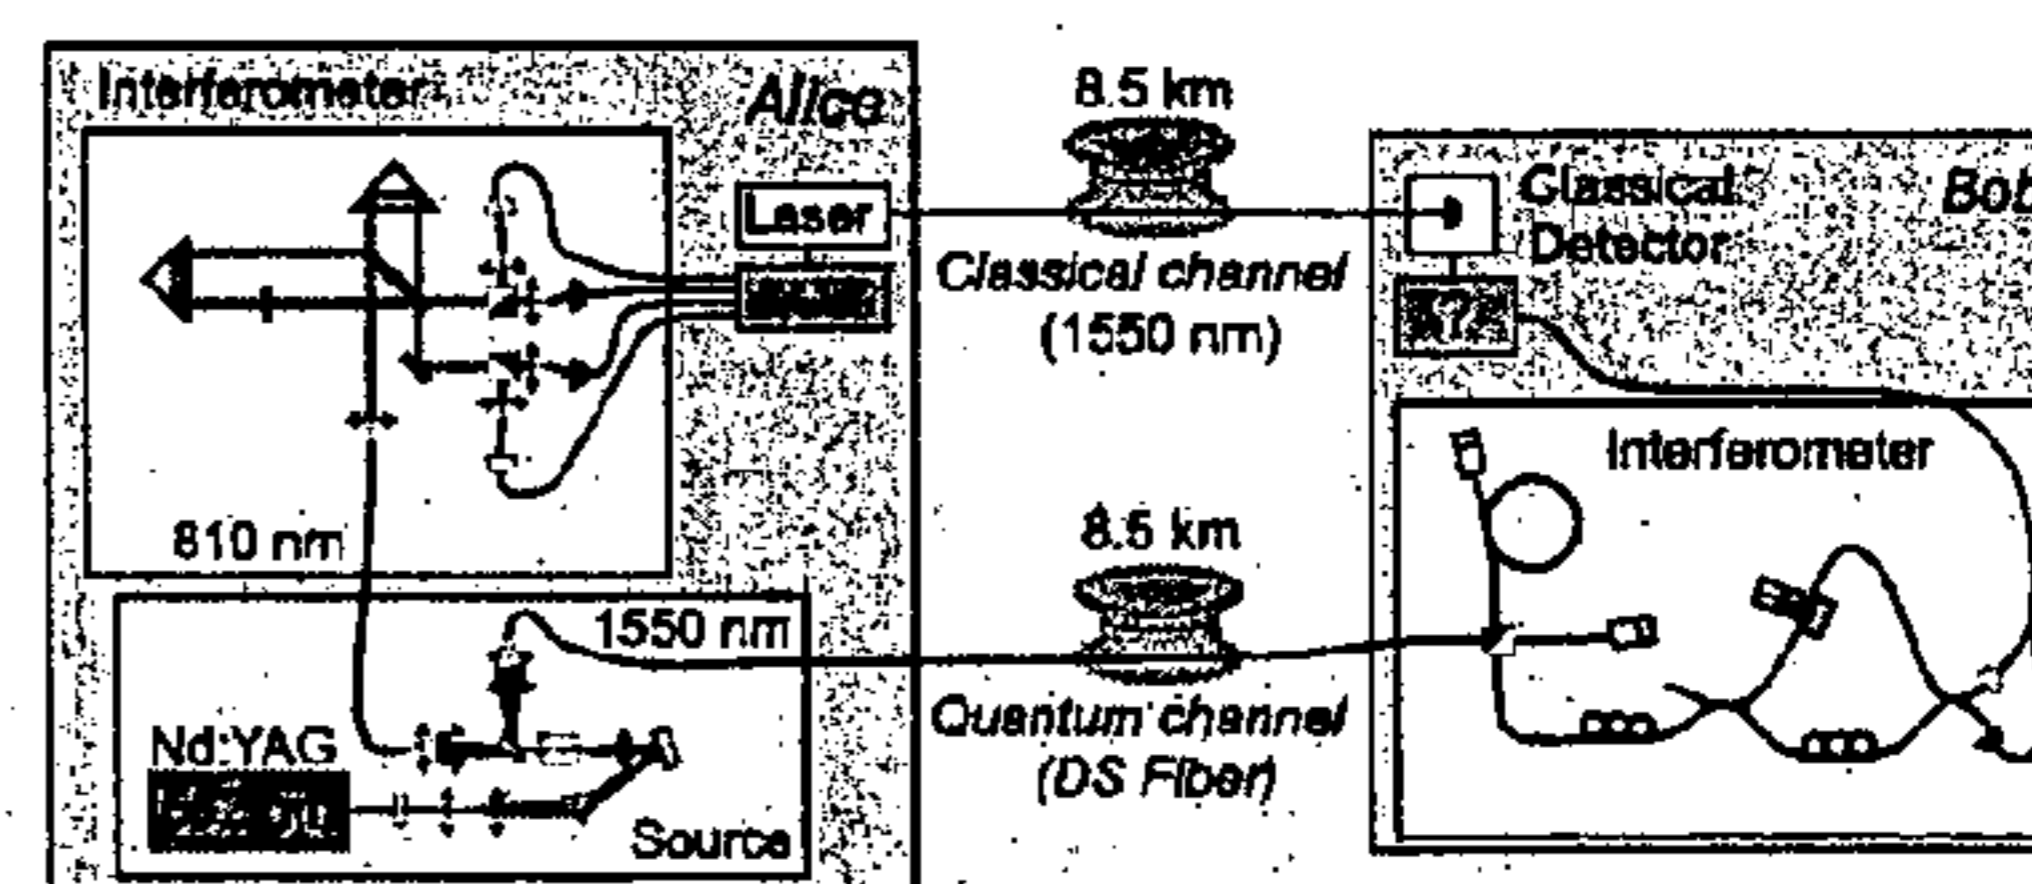 Interferometer
Alice
Laser
810 nm
1550 nm
Nd:YAG
Source
8.5 km
Classical channel
(1550 nm)
8.5 km
Quantum channel
(DS Fiber)
Classical
Detector
Bob
Interferometer